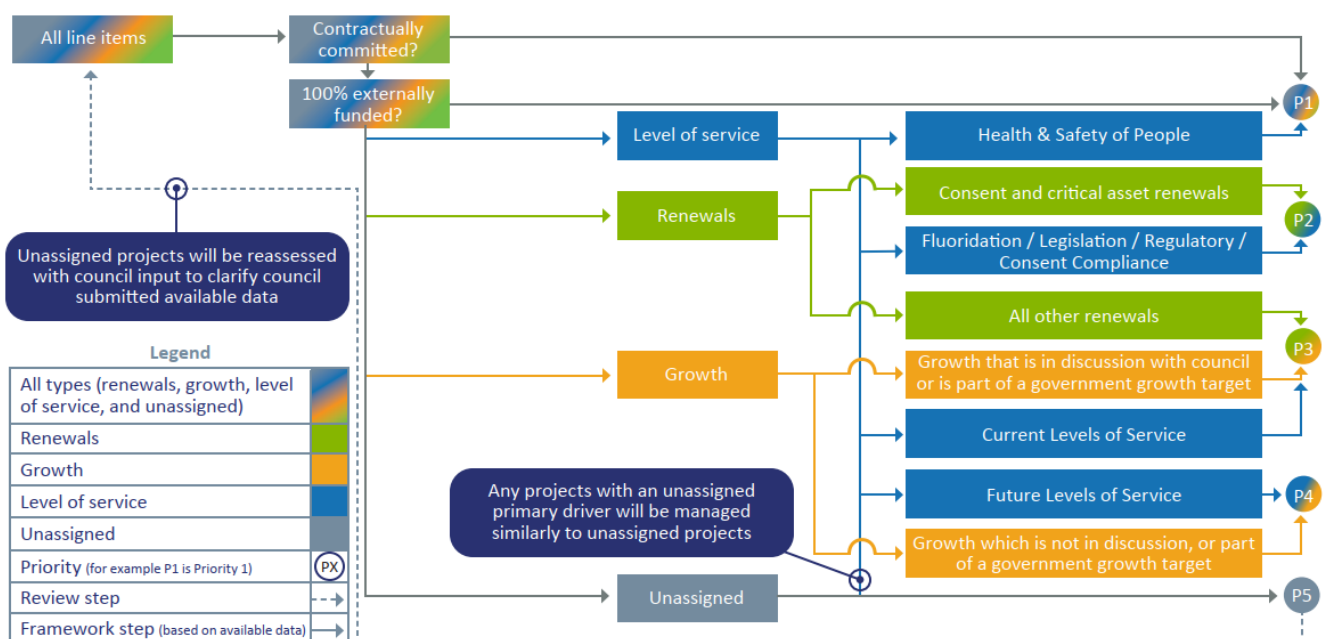 All line items
Contractually
committed?
100% externally
funded?
P1
Level of service
Health & Safety of People
Renewals
Consent and critical asset renewals
P2
Fluoridation / Legislation / Regulatory /
Consent Compliance
Unassigned projects will be reassessed
with council input to clarify council
submitted available data
All other renewals
P3
Growth
Growth that is in discussion with council
or is part of a government growth target
Current Levels of Service
Any projects with an unassigned
primary driver will be managed
similarly to unassigned projects
Future Levels of Service
P4
Growth which is not in discussion, or part
of a government growth target
Unassigned
P5
Legend
All types (renewals, growth, level
of service, and unassigned)
Renewals
Growth
Level of service
Unassigned
Priority (for example P1 is Priority 1)
PX
Review step
Framework step (based on available data)